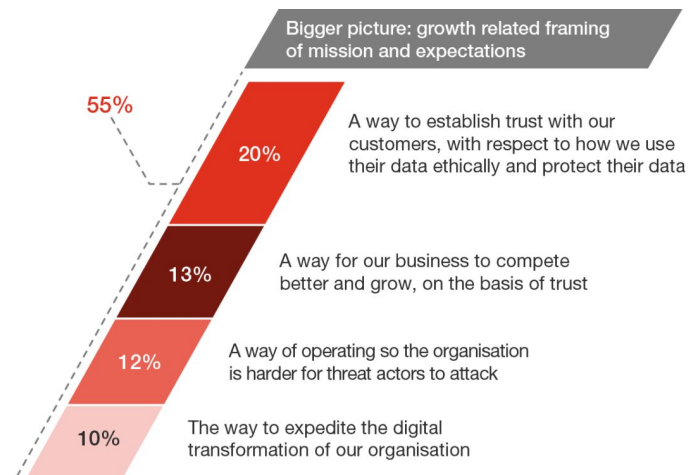 Bigger picture: growth related framing
of mission and expectations
55%
20%
A way to establish trust with our
customers, with respect to how we use
their data ethically and protect their data
13%
A way for our business to compete
better and grow, on the basis of trust
12%
A way of operating so the organisation
is harder for threat actors to attack
10%
The way to expedite the digital
transformation of our organisation